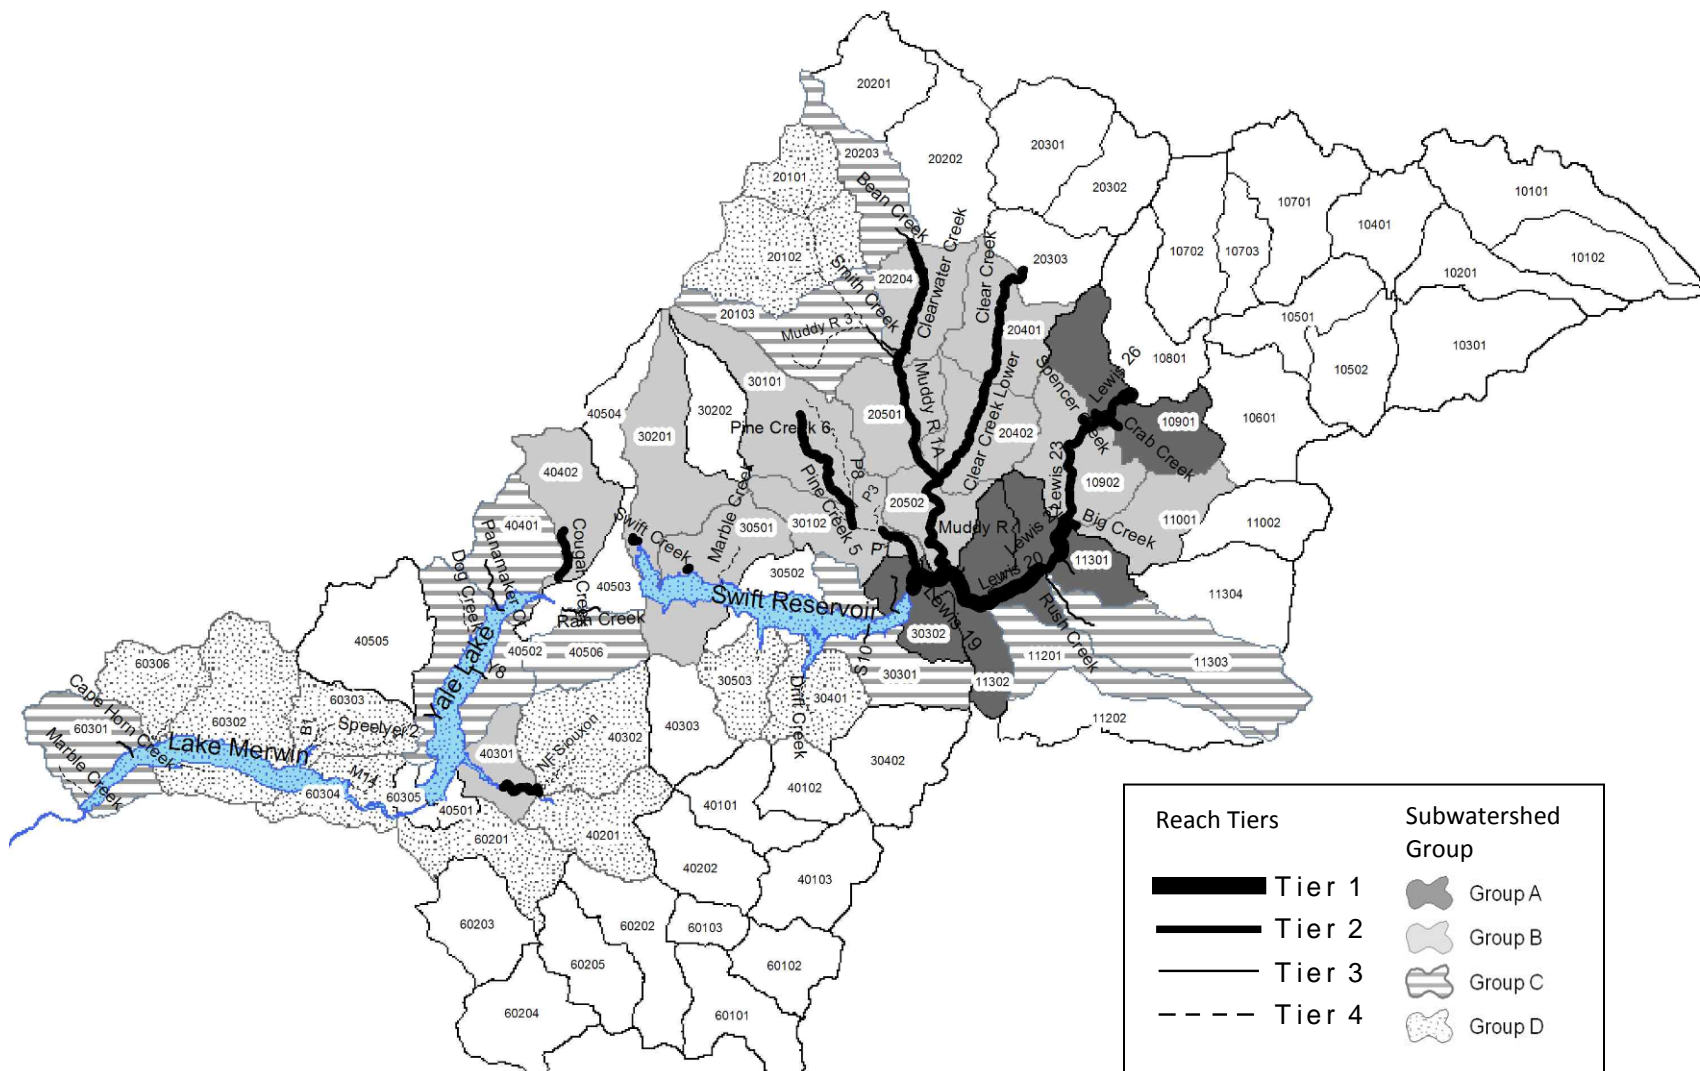 20201
20203
20202
20301
20302
20101
20102
Bean Creek
10701
10702
10703
10401
10101
10102
10201
10301
10501
10502
20303
20204
Smith Creek
Clearwater Creek
Clear Creek
20103
Muddy R 3
20401
10801
10601
Lewis 26
Spencer Creek
10901
Crab Creek
30101
20501
Muddy R 1A
Clear Creek Lower
20402
Lewis 23
10902
40504
30202
30201
Pine Creek 6
P8
P3
Pine Creek 5
20502
Muddy R 1
Big Creek
11001
11002
40402
40401
Panamaker Cr
Cougar Creek
Dog Creek
Swift Creek
Marble Creek
30501
30102
P
Lewis 20
11301
11304
40503
30502
Swift Reservoir
Lewis 19
Rush Creek
40505
Rain Creek
40502
40506
Y8
Yale Lake
S10
30302
30301
11302
11201
11303
11202
60306
60303
60302
60301
Cape Horn Creek
Marble Creek
Lake Merwin
B1
Speelyei 2
M14
60304
60305
40501
40301
NF Siouxon
40302
40303
30503
Drift Creek
30401
30402
60201
40201
40101
40102
40202
40103
60203
60202
60103
60205
60102
60204
60101
Reach Tiers
Tier 1
Tier 2
Tier 3
Tier 4
Subwatershed
Group
Group A
Group B
Group C
Group D